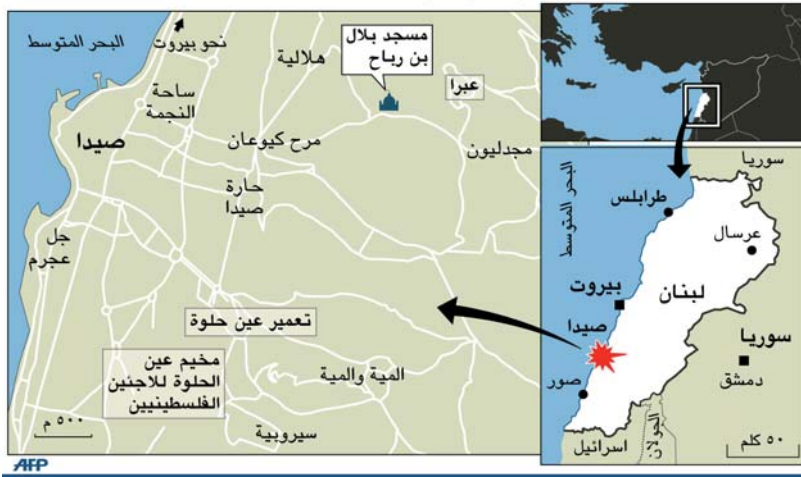 البحر المتوسط
نحو بيروت
ساحة
النجمة
صيدا
هلالية
مسجد بلال
بن رباح
عبرا
مرح كيوعان
مجدليون
حارة
صيدا
جل
عجرم
تعمير عين حلوة
مخيم عين
الحلوة للاجئين
الفلسطينيين
المية والمية
سيروبية
٥٠٠ م
سوريا
البحر المتوسط
طرابلس
عرسال
لبنان
بيروت
صيدا
سوريا
دمشق
صور
اسرائيل
الجولان
٥٠ كلم
AFP